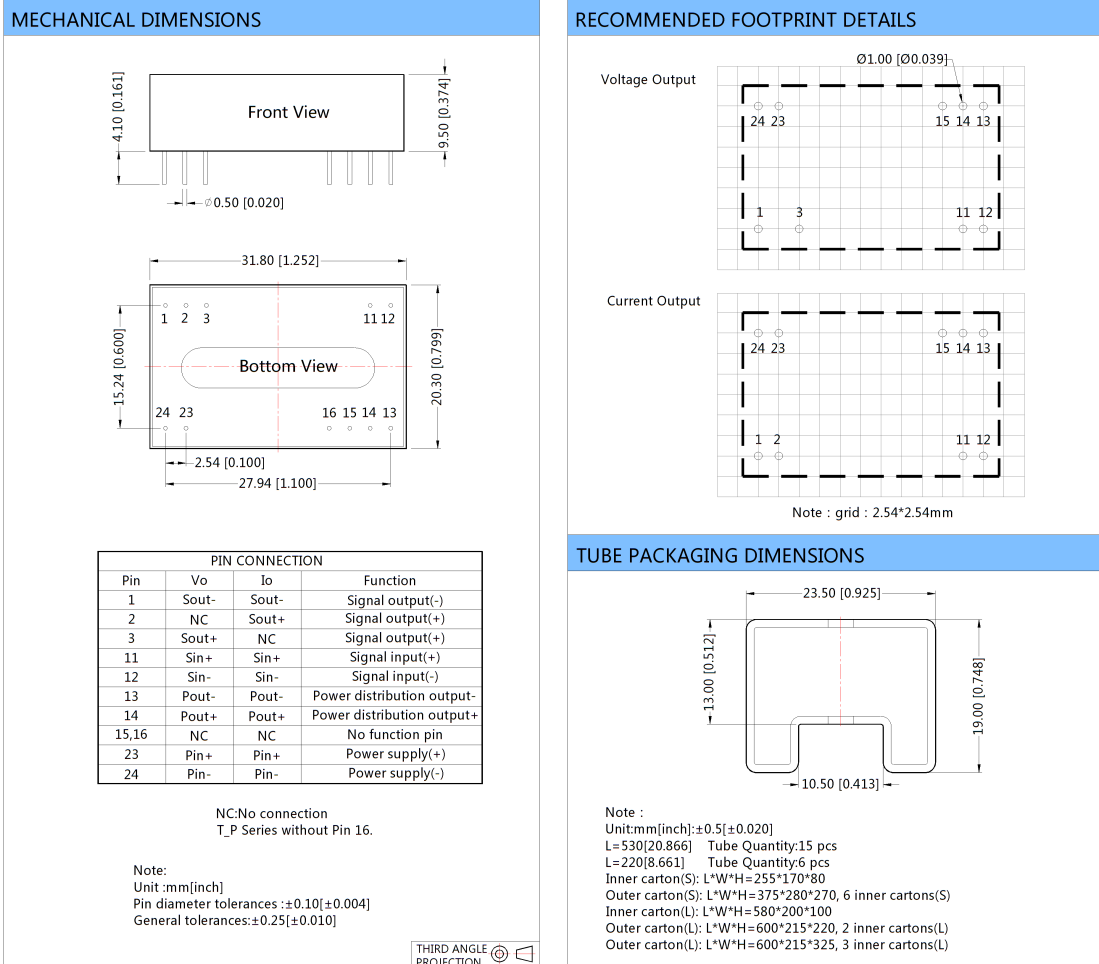 MECHANICAL DIMENSIONS
4.10 [0.161]
Front View
9.50 [0.374]
∅0.50 [0.020]
31.80 [1.252]
1 2 3 11 12
15.24 [0.600]
Bottom View
20.30 [0.799]
24 23 16 15 14 13
2.54 [0.100]
27.94 [1.100]
PIN CONNECTION
Pin Vo Io Function
1 Sout- Sout- Signal output(-)
2 NC Sout+ Signal output(+)
3 Sout+ NC Signal output(+)
11 Sin+ Sin+ Signal input(+)
12 Sin- Sin- Signal input(-)
13 Pout- Pout- Power distribution output-
14 Pout+ Pout+ Power distribution output+
15,16 NC NC No function pin
23 Pin+ Pin+ Power supply(+)
24 Pin- Pin- Power supply(-)
NC:No connection
T_P Series without Pin 16.
Note:
Unit :mm[inch]
Pin diameter tolerances :±0.10[±0.004]
General tolerances:±0.25[±0.010]
THIRD ANGLE
PROJECTION
RECOMMENDED FOOTPRINT DETAILS
Ø1.00 [Ø0.039]
Voltage Output
24 23 15 14 13
1 3 11 12
Current Output
24 23 15 14 13
1 2 11 12
Note : grid : 2.54*2.54mm
TUBE PACKAGING DIMENSIONS
23.50 [0.925]
13.00 [0.512]
19.00 [0.748]
10.50 [0.413]
Note :
Unit:mm[inch]:±0.5[±0.020]
L=530[20.866] Tube Quantity:15 pcs
L=220[8.661] Tube Quantity:6 pcs
Inner carton(S): L*W*H=255*170*80
Outer carton(S): L*W*H=375*280*270, 6 inner cartons(S)
Inner carton(L): L*W*H=580*200*100
Outer carton(L): L*W*H=600*215*220, 2 inner cartons(L)
Outer carton(L): L*W*H=600*215*325, 3 inner cartons(L)